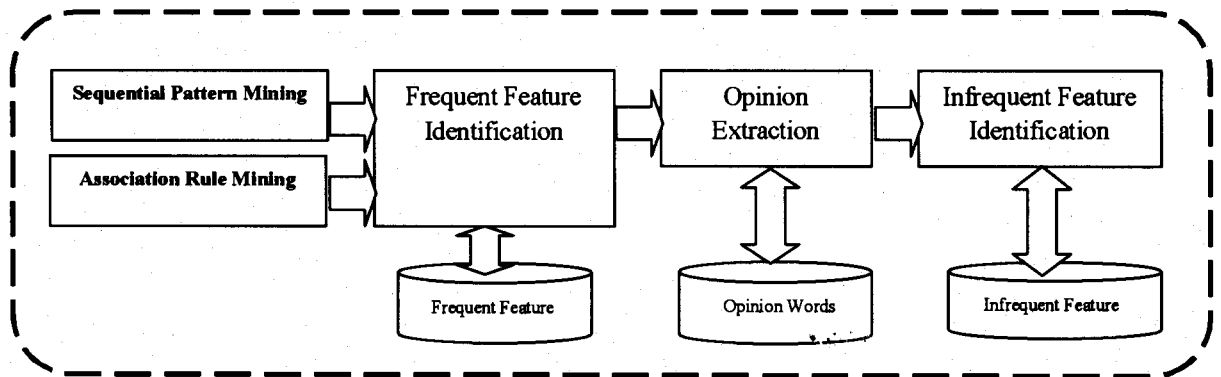 Sequential Pattern Mining
Association Rule Mining
Frequent Feature
Identification
Opinion
Extraction
Infrequent Feature
Identification
Frequent Feature
Opinion Words
Infrequent Feature